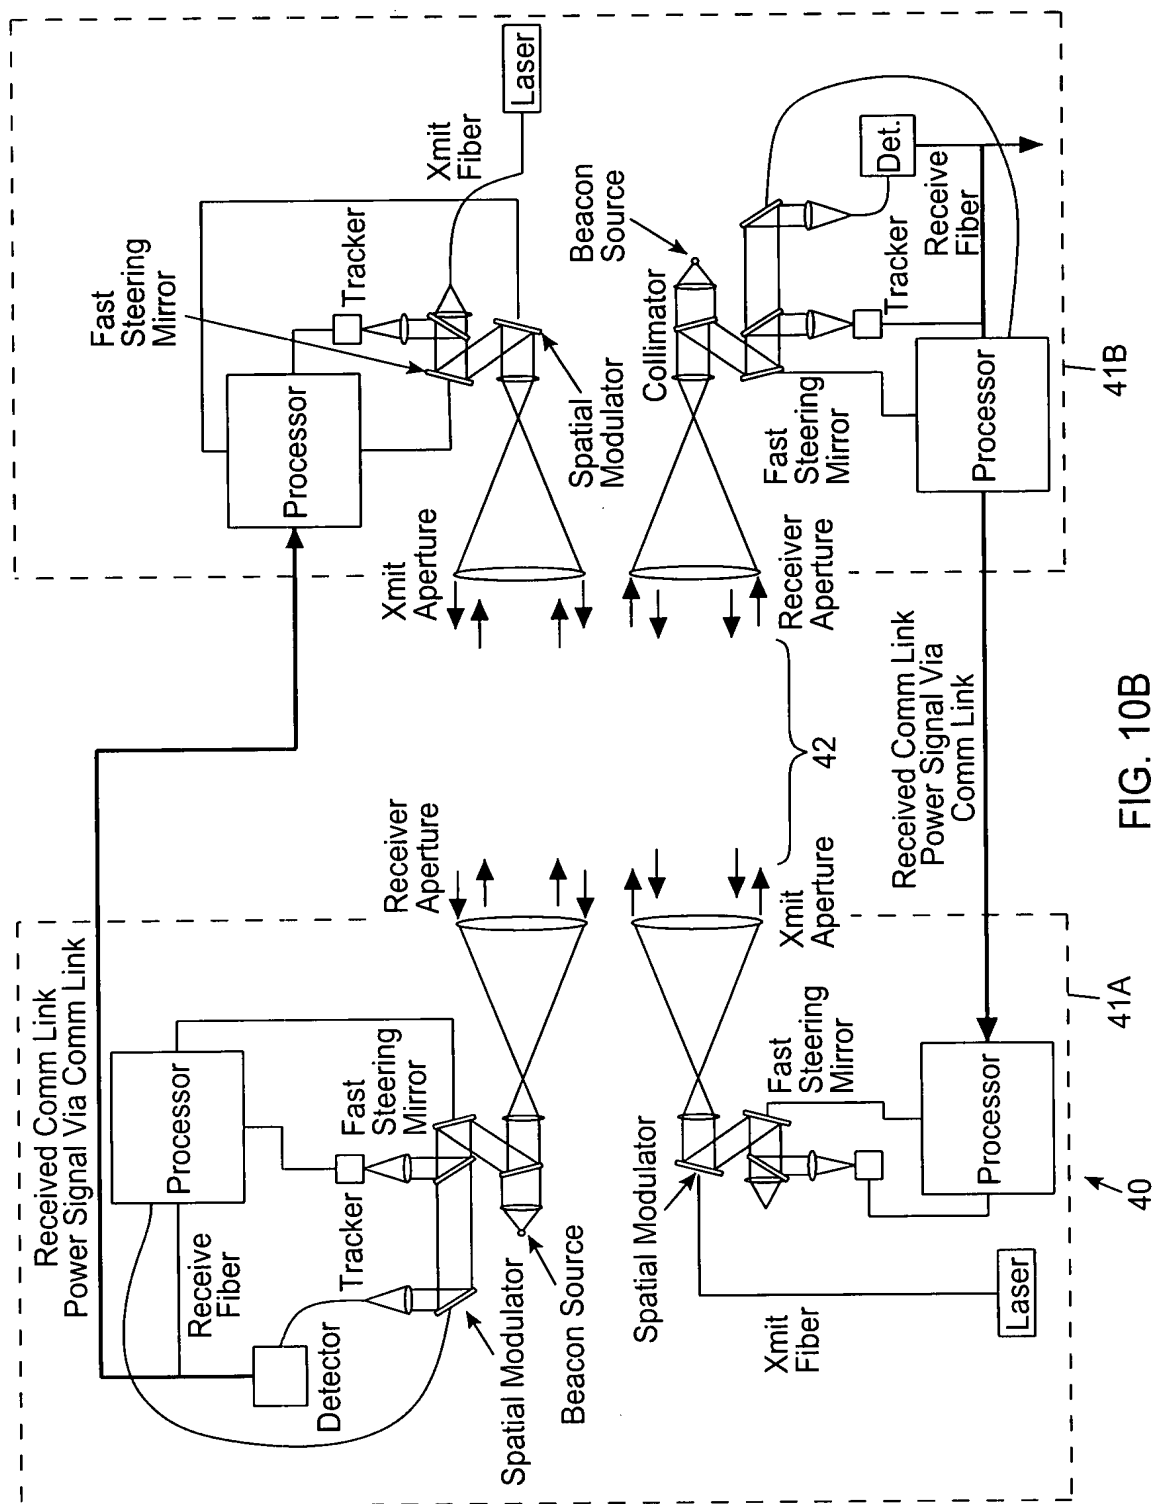 Received Comm Link
Power Signal Via Comm Link
Processor
Receive
Fiber
Detector
Tracker
Fast
Steering
Mirror
Spatial Modulator
Beacon Source
Receiver
Aperture
Spatial Modulator
Xmit
Fiber
Laser
Fast
Steering
Mirror
Xmit
Aperture
Processor
40
41A
42
Received Comm Link
Power Signal Via
Comm Link
Fast
Steering
Mirror
Processor
Tracker
Xmit
Fiber
Laser
Xmit
Aperture
Spatial
Modulator
Collimator
Beacon
Source
Receiver
Aperture
Fast
Steering
Mirror
Tracker
Det.
Receive
Fiber
Processor
41B
FIG. 10B